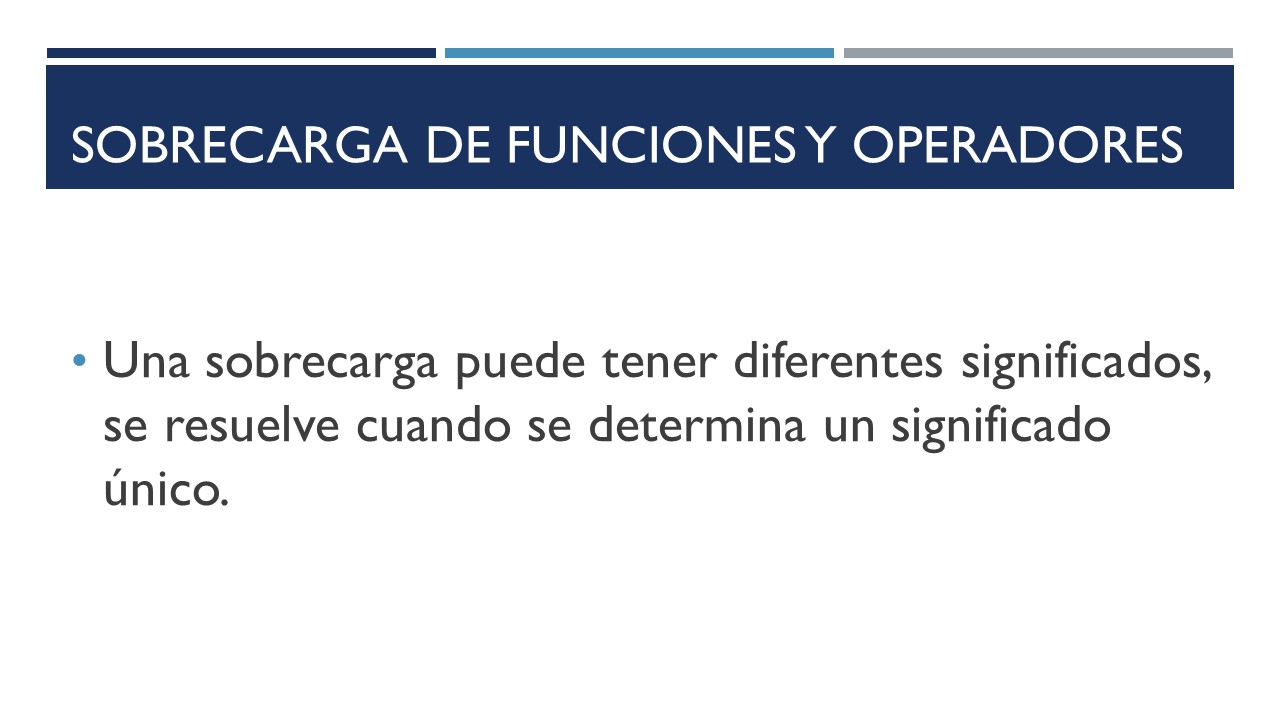 SOBRECARGA DE FUNCIONES Y OPERADORES
• Una sobrecarga puede tener diferentes significados,
se resuelve cuando se determina un significado
único.